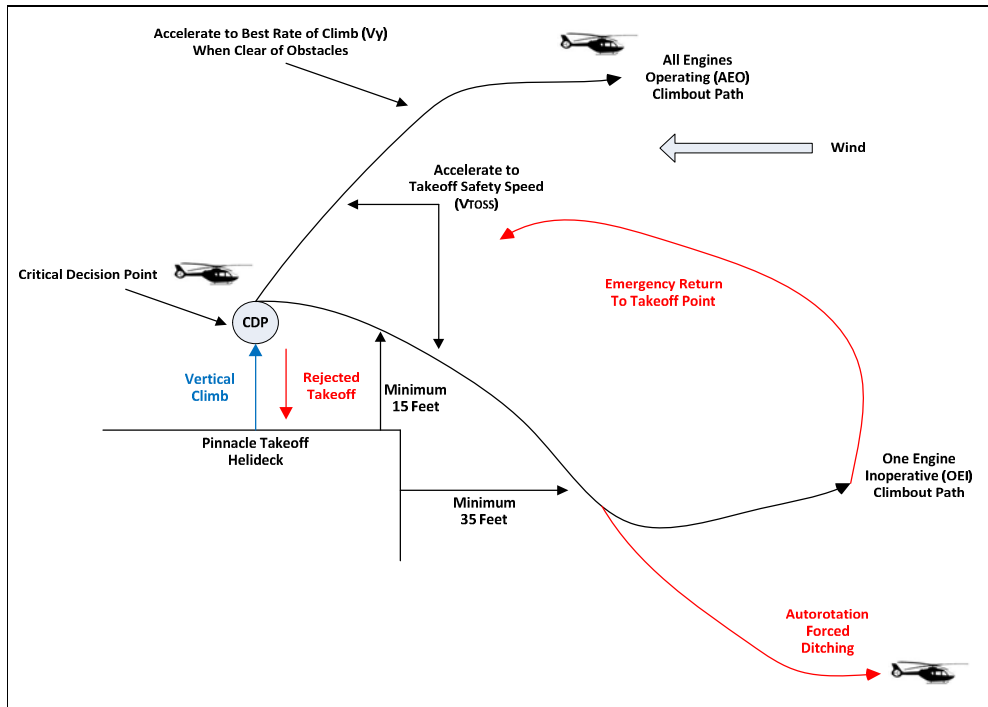 Accelerate to Best Rate of Climb (Vy)
When Clear of Obstacles
All Engines
Operating (AEO)
Climbout Path
Wind
Accelerate to
Takeoff Safety Speed
(VTOSS)
Critical Decision Point
Emergency Return
To Takeoff Point
CDP
Vertical
Climb
Rejected
Takeoff
Minimum
15 Feet
Pinnacle Takeoff
Helideck
One Engine
Inoperative (OEI)
Climbout Path
Minimum
35 Feet
Autorotation
Forced
Ditching